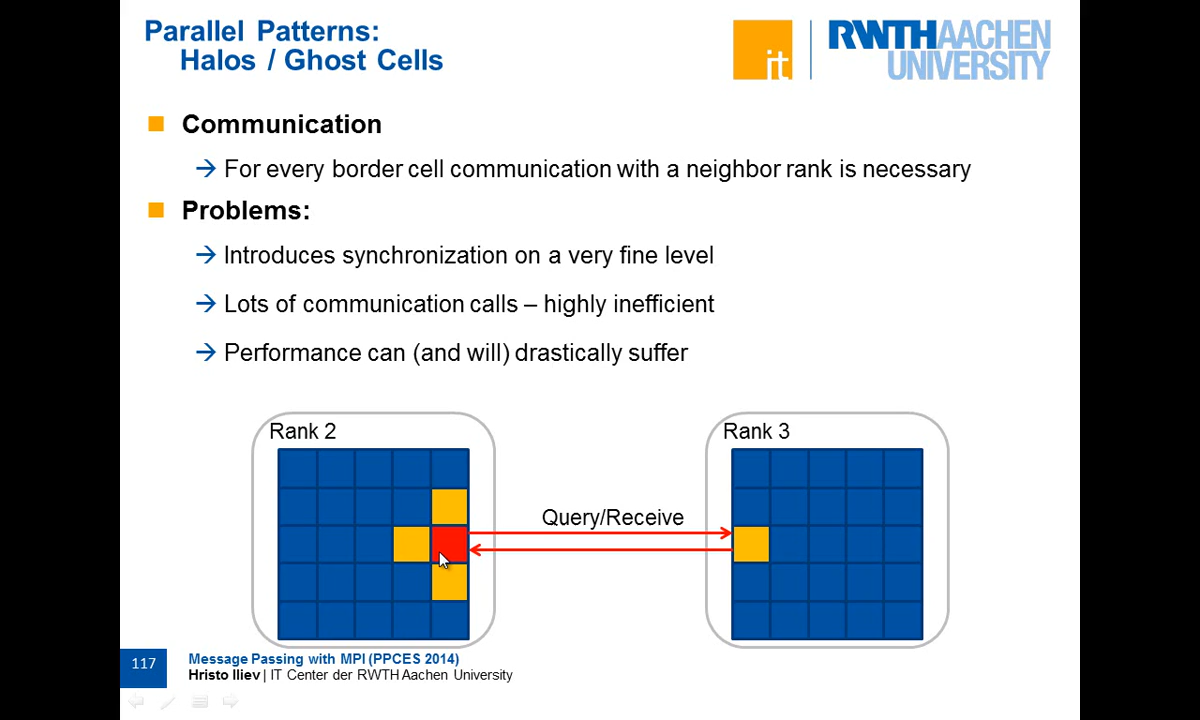 Parallel Patterns:
Halos / Ghost Cells
it
RWTHAACHEN
UNIVERSITY
Communication
For every border cell communication with a neighbor rank is necessary
Problems:
Introduces synchronization on a very fine level
Lots of communication calls – highly inefficient
Performance can (and will) drastically suffer
Rank 2
Rank 3
Query/Receive
117
Message Passing with MPI (PPCES 2014)
Hristo Iliev | IT Center der RWTH Aachen University